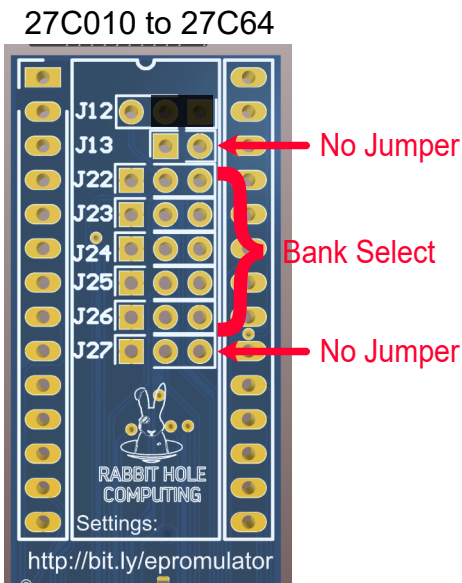 27C010 to 27C64
J12
J13
No Jumper
J22
J23
J24
Bank Select
J25
J26
J27
No Jumper
RABBIT HOLE
COMPUTING
Settings:
http://bit.ly/epromulator